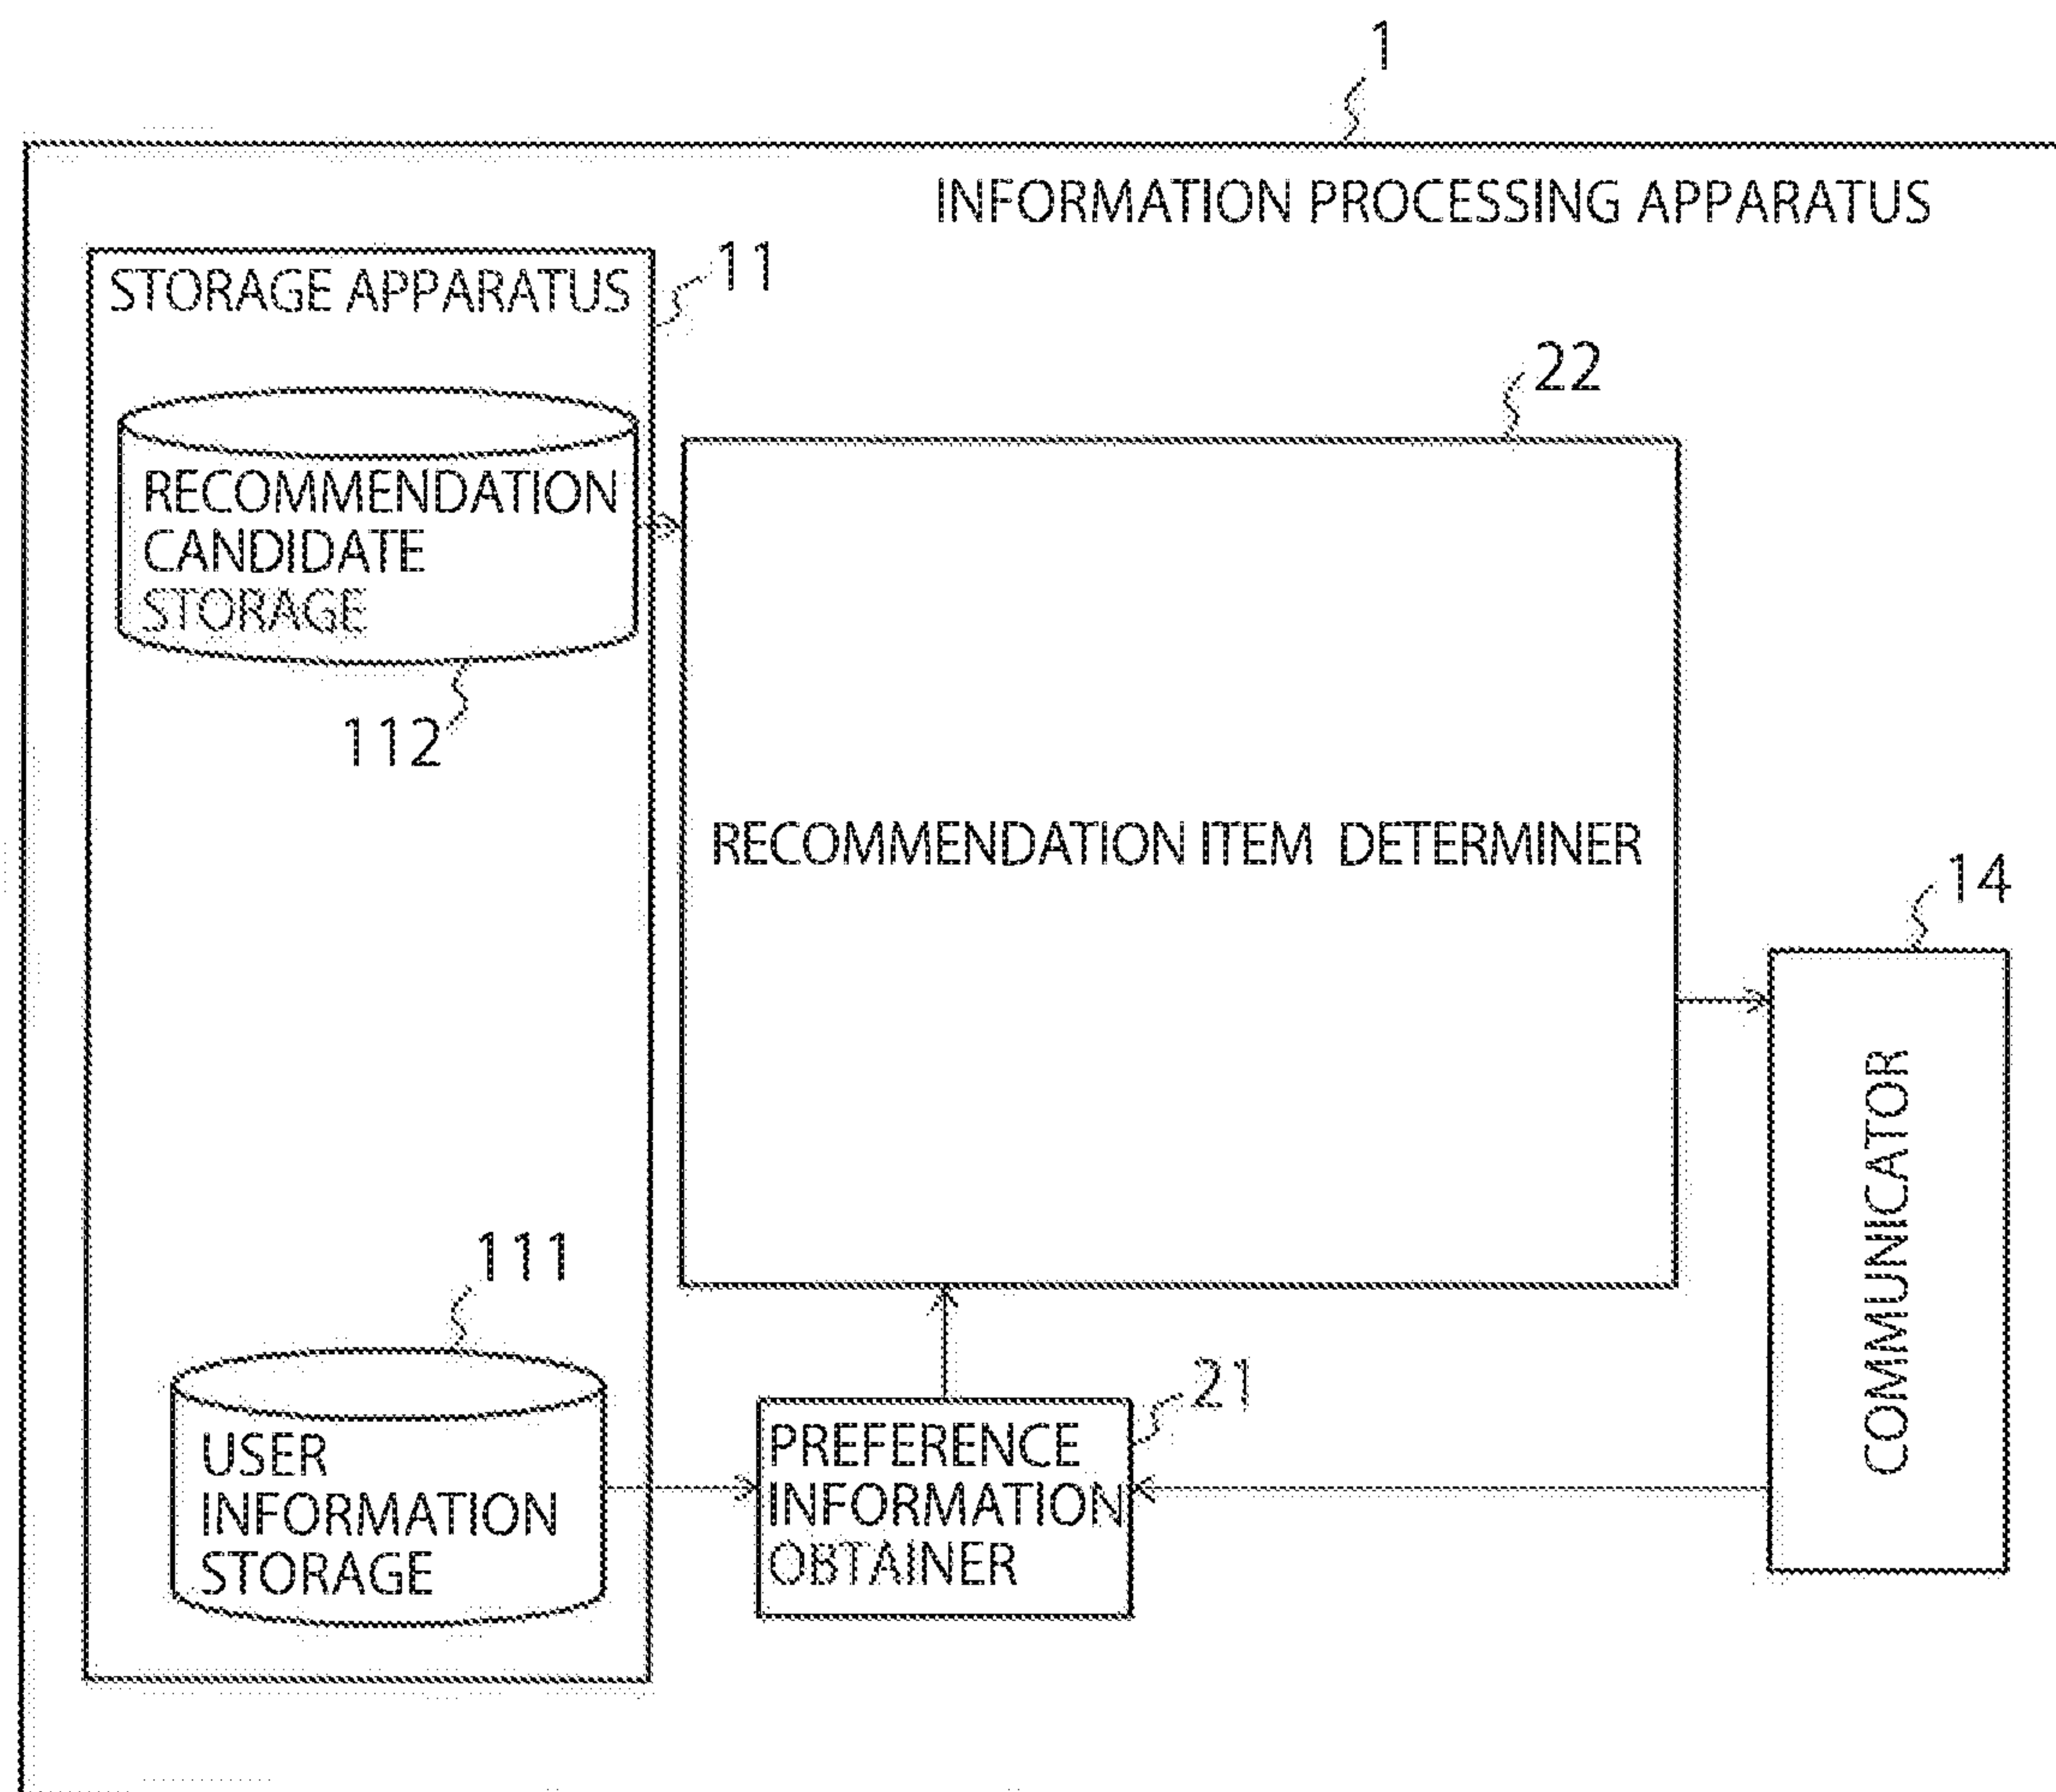 1
INFORMATION PROCESSING APPARATUS
STORAGE APPARATUS
11
22
RECOMMENDATION
CANDIDATE
STORAGE
112
RECOMMENDATION ITEM DETERMINER
14
COMMUNICATOR
111
USER
INFORMATION
STORAGE
21
PREFERENCE
INFORMATION
OBTAINER